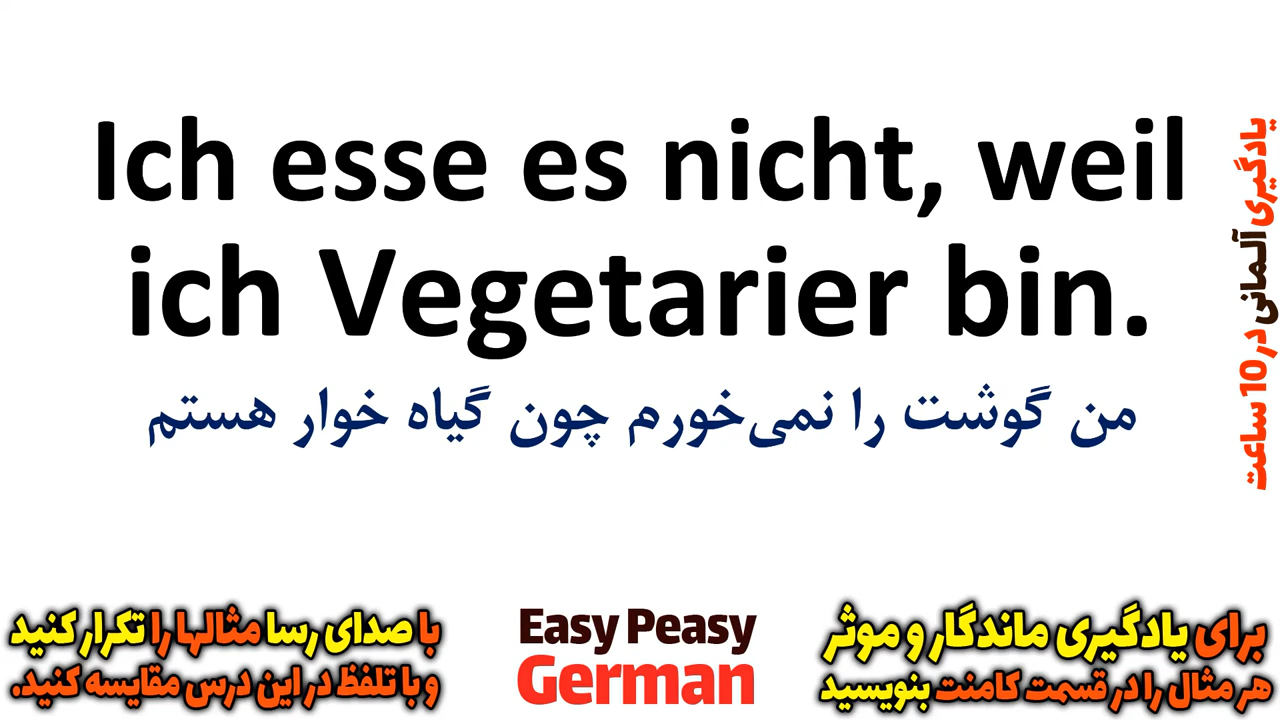 Ich esse es nicht, weil
ich Vegetarier bin.
من گوشت را نمی‌خورم چون گیاه خوار هستم
یادگیری آلمانی در 10 ساعت
برای یادگیری ماندگار و موثر
هر مثال را در قسمت کامنت بنویسید
Easy Peasy
German
با صدای رسا مثالها را تکرار کنید
و با تلفظ در این درس مقایسه کنید.